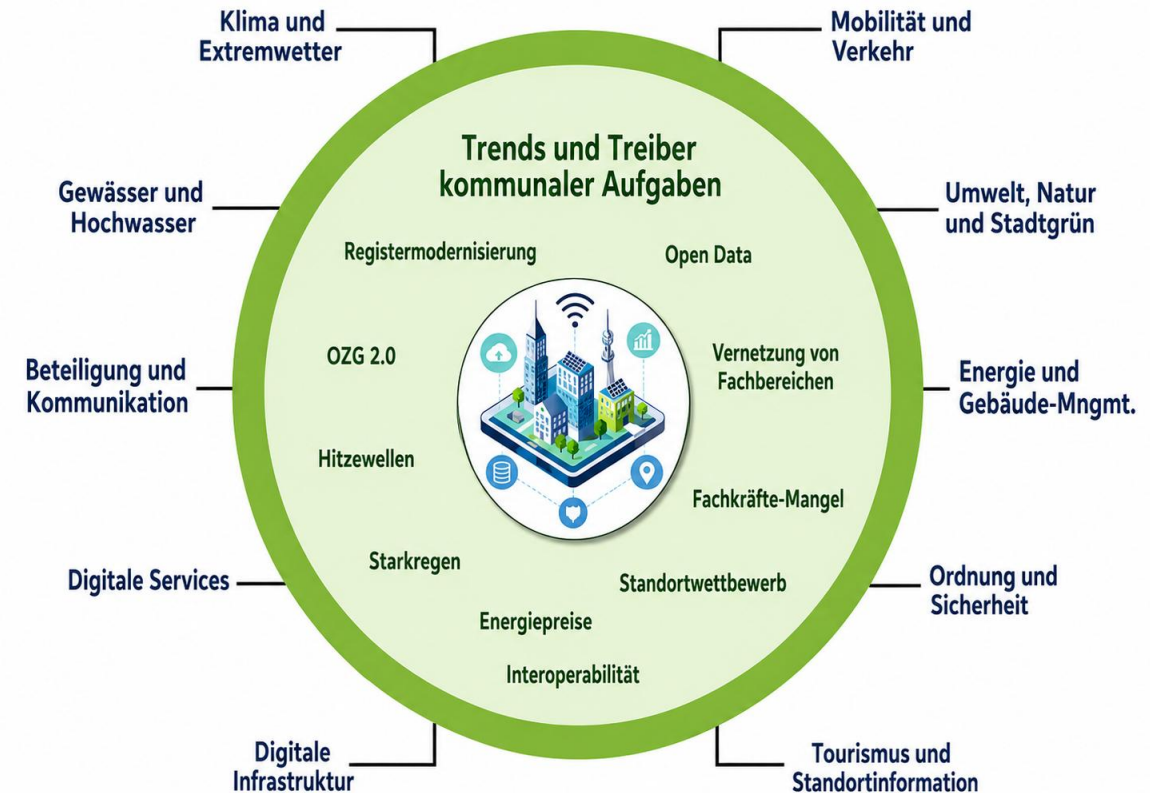 Klima und
Extremwetter
Mobilität und
Verkehr
Trends und Treiber
kommunaler Aufgaben
Gewässer und
Hochwasser
Umwelt, Natur
und Stadtgrün
Registermodernisierung
Open Data
OZG 2.0
Vernetzung von
Fachbereichen
Beteiligung und
Kommunikation
Energie und
Gebäude-Mngmt.
Hitzewellen
Fachkräfte-Mangel
Starkregen
Standortwettbewerb
Digitale Services
Ordnung und
Sicherheit
Energiepreise
Interoperabilität
Digitale
Infrastruktur
Tourismus und
Standortinformation